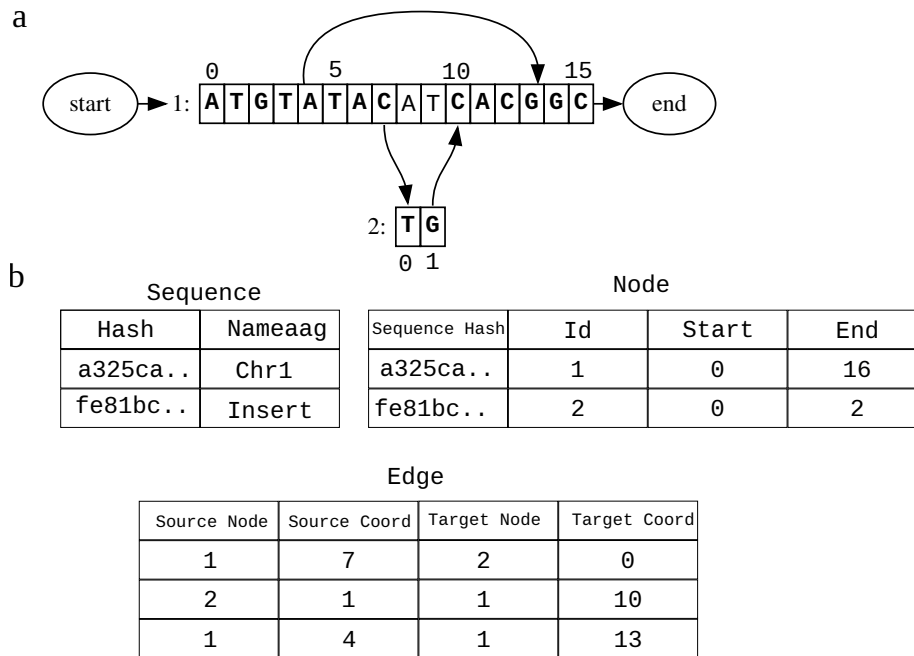 a
0 5 10 15
start 1: A T G T A T A C A T C A C G G C end
2: T G
0 1
b
Sequence
Hash Nameaag
a325ca.. Chr1
fe81bc.. Insert
Node
Sequence Hash Id Start End
a325ca.. 1 0 16
fe81bc.. 2 0 2
Edge
Source Node Source Coord Target Node Target Coord
1 7 2 0
2 1 1 10
1 4 1 13